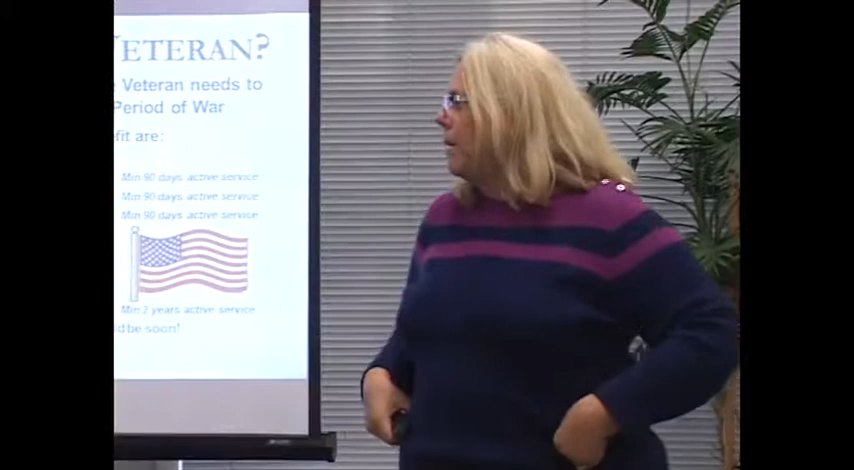 VETERAN?
Veteran needs to
Period of War
fit are:
Min 90 days active service
Min 90 days active service
Min 90 days active service
Min 2 years active service
be soon!